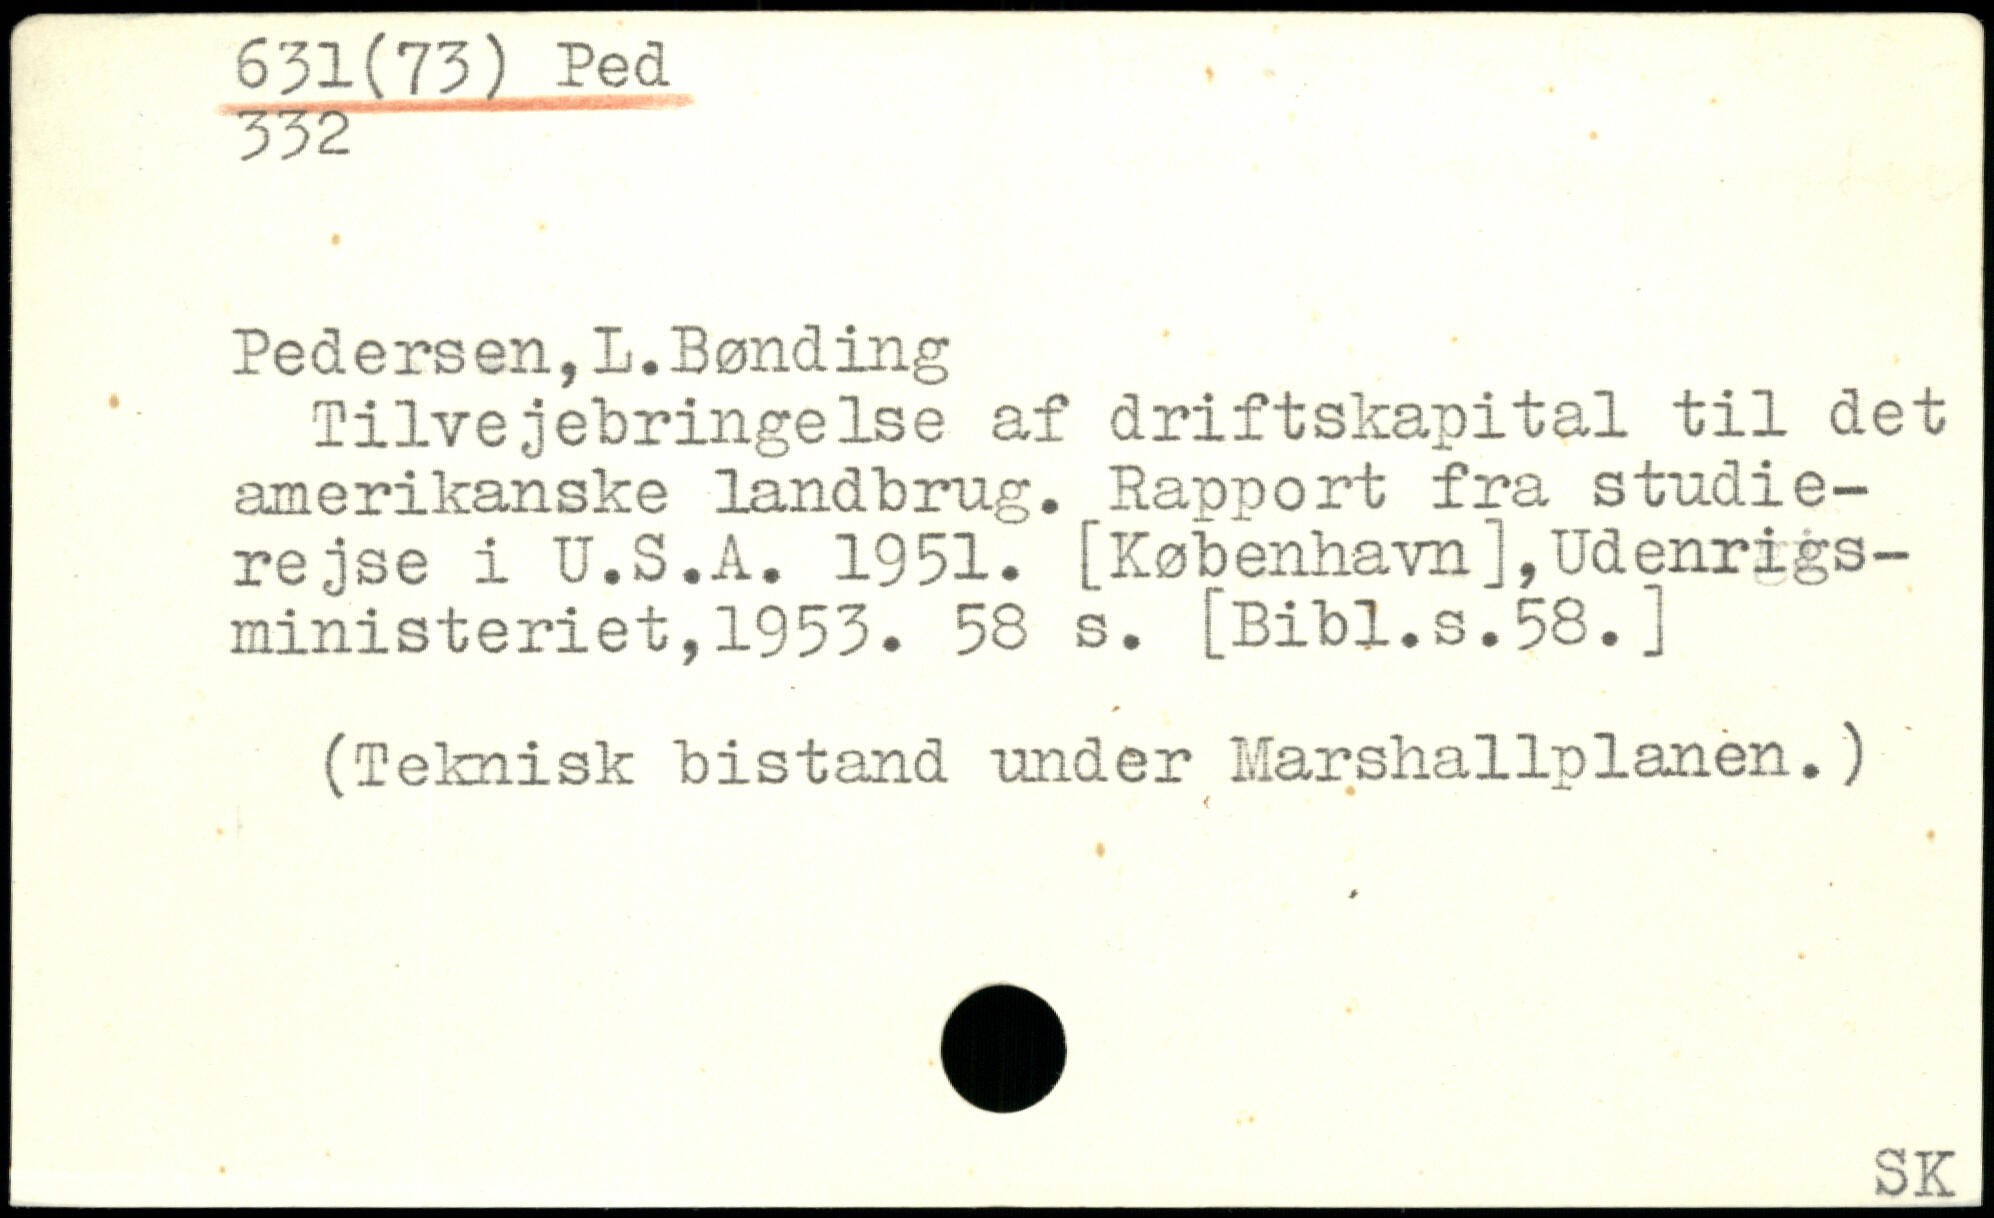 631(73) Ped
332
Pedersen,L.Bønding
Tilvejebringelse af driftskapital til det
amerikanske landbrug. Rapport fra studie-
rejse i U.S.A. 1951. [København],Udenrigs-
ministeriet,1953. 58 s. [Bibl.s.58.]
(Teknisk bistand under Marshallplanen.)
SK